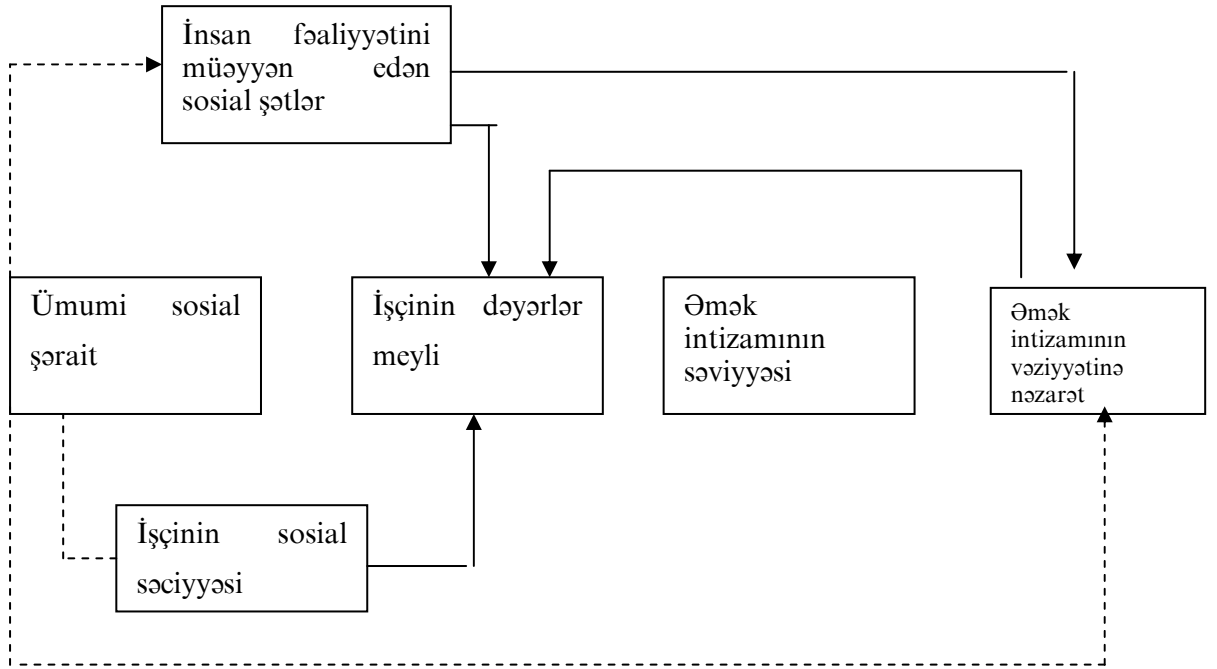 İnsan fəaliyyətini
müəyyən edən
sosial şətlər
Ümumi sosial
şərait
İşçinin dəyərlər
meyli
Əmək
intizamının
səviyyəsi
Əmək
intizamının
vəziyyətinə
nəzarət
İşçinin sosial
səciyyəsi